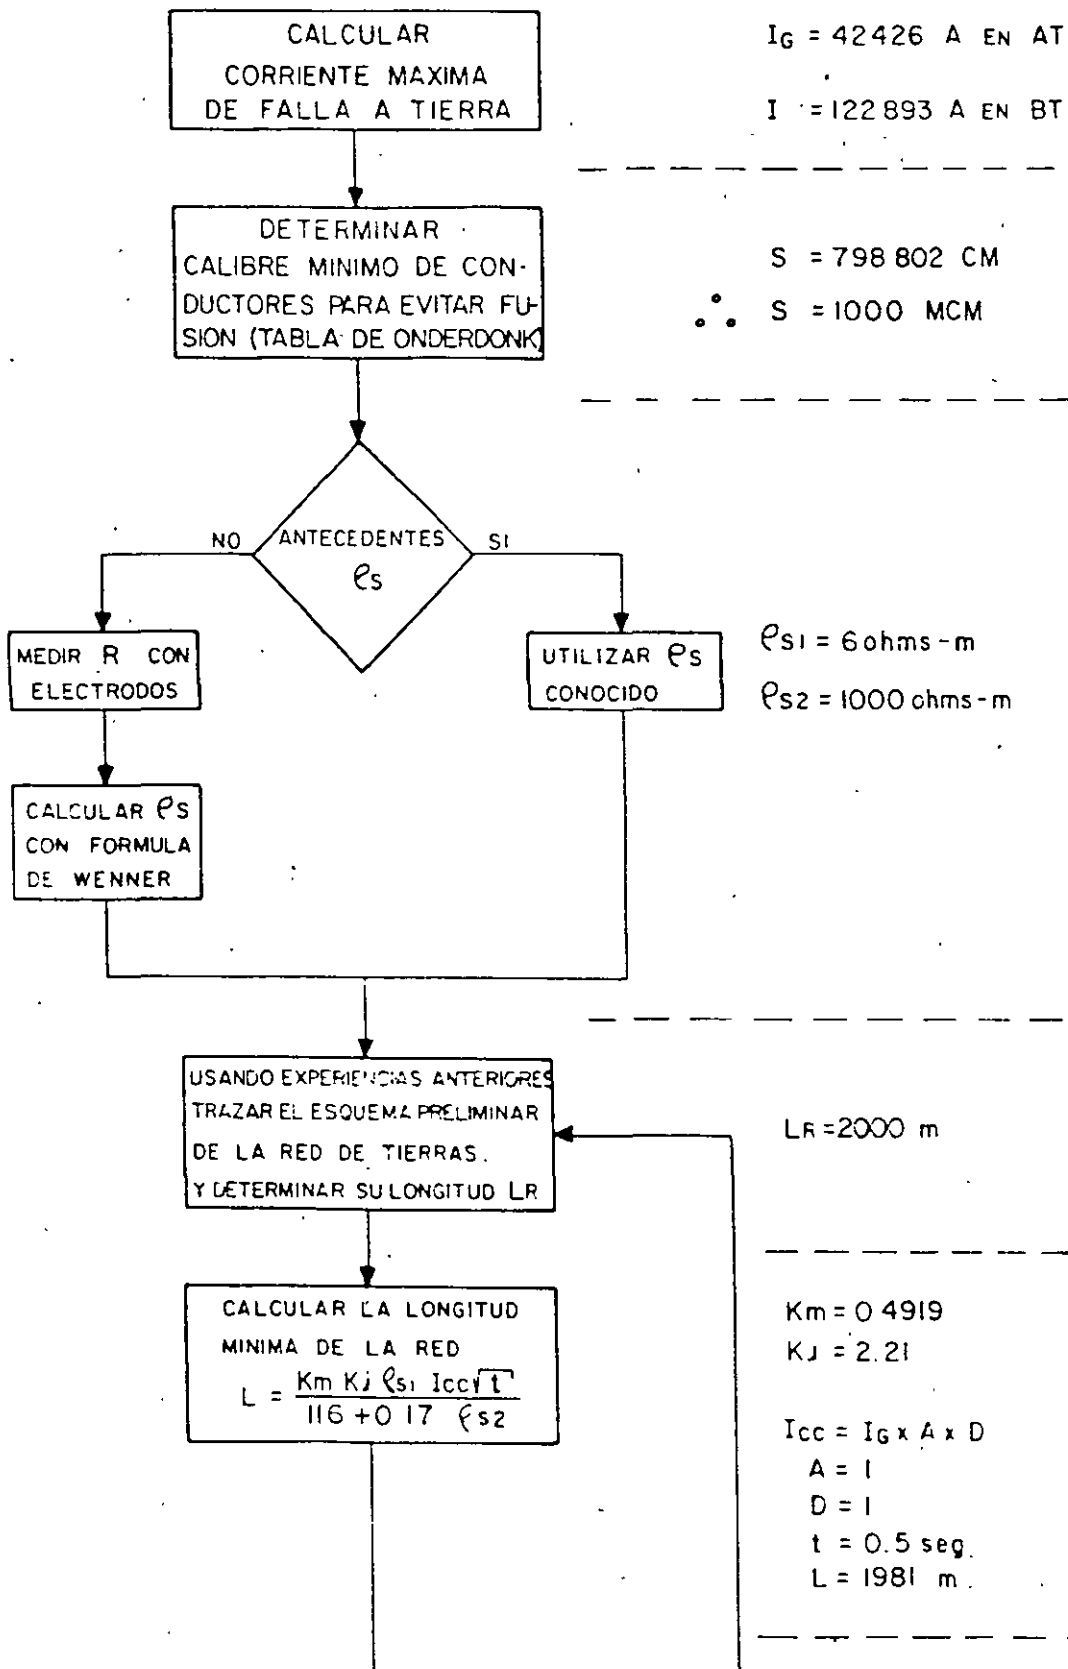 CALCULAR
CORRIENTE MAXIMA
DE FALLA A TIERRA
IG = 42426 A EN AT
I = 122893 A EN BT
DETERMINAR
CALIBRE MINIMO DE CON-
DUCTORES PARA EVITAR FU-
SION (TABLA DE ONDERDONK)
S = 798 802 CM
∴ S = 1000 MCM
NO
ANTECEDENTES
ρs
SI
MEDIR R CON
ELECTRODOS
UTILIZAR ρs
CONOCIDO
ρs1 = 6 ohms-m
ρs2 = 1000 ohms-m
CALCULAR ρs
CON FORMULA
DE WENNER
USANDO EXPERIENCIAS ANTERIORES
TRAZAR EL ESQUEMA PRELIMINAR
DE LA RED DE TIERRAS.
Y DETERMINAR SU LONGITUD LR
LR = 2000 m
CALCULAR LA LONGITUD
MINIMA DE LA RED
L = Km Kj ρs1 Icc√t / 116 + 0 17 ρs2
Km = 0 4919
KJ = 2.21
Icc = IG x A x D
A = 1
D = 1
t = 0.5 seg.
L = 1981 m.